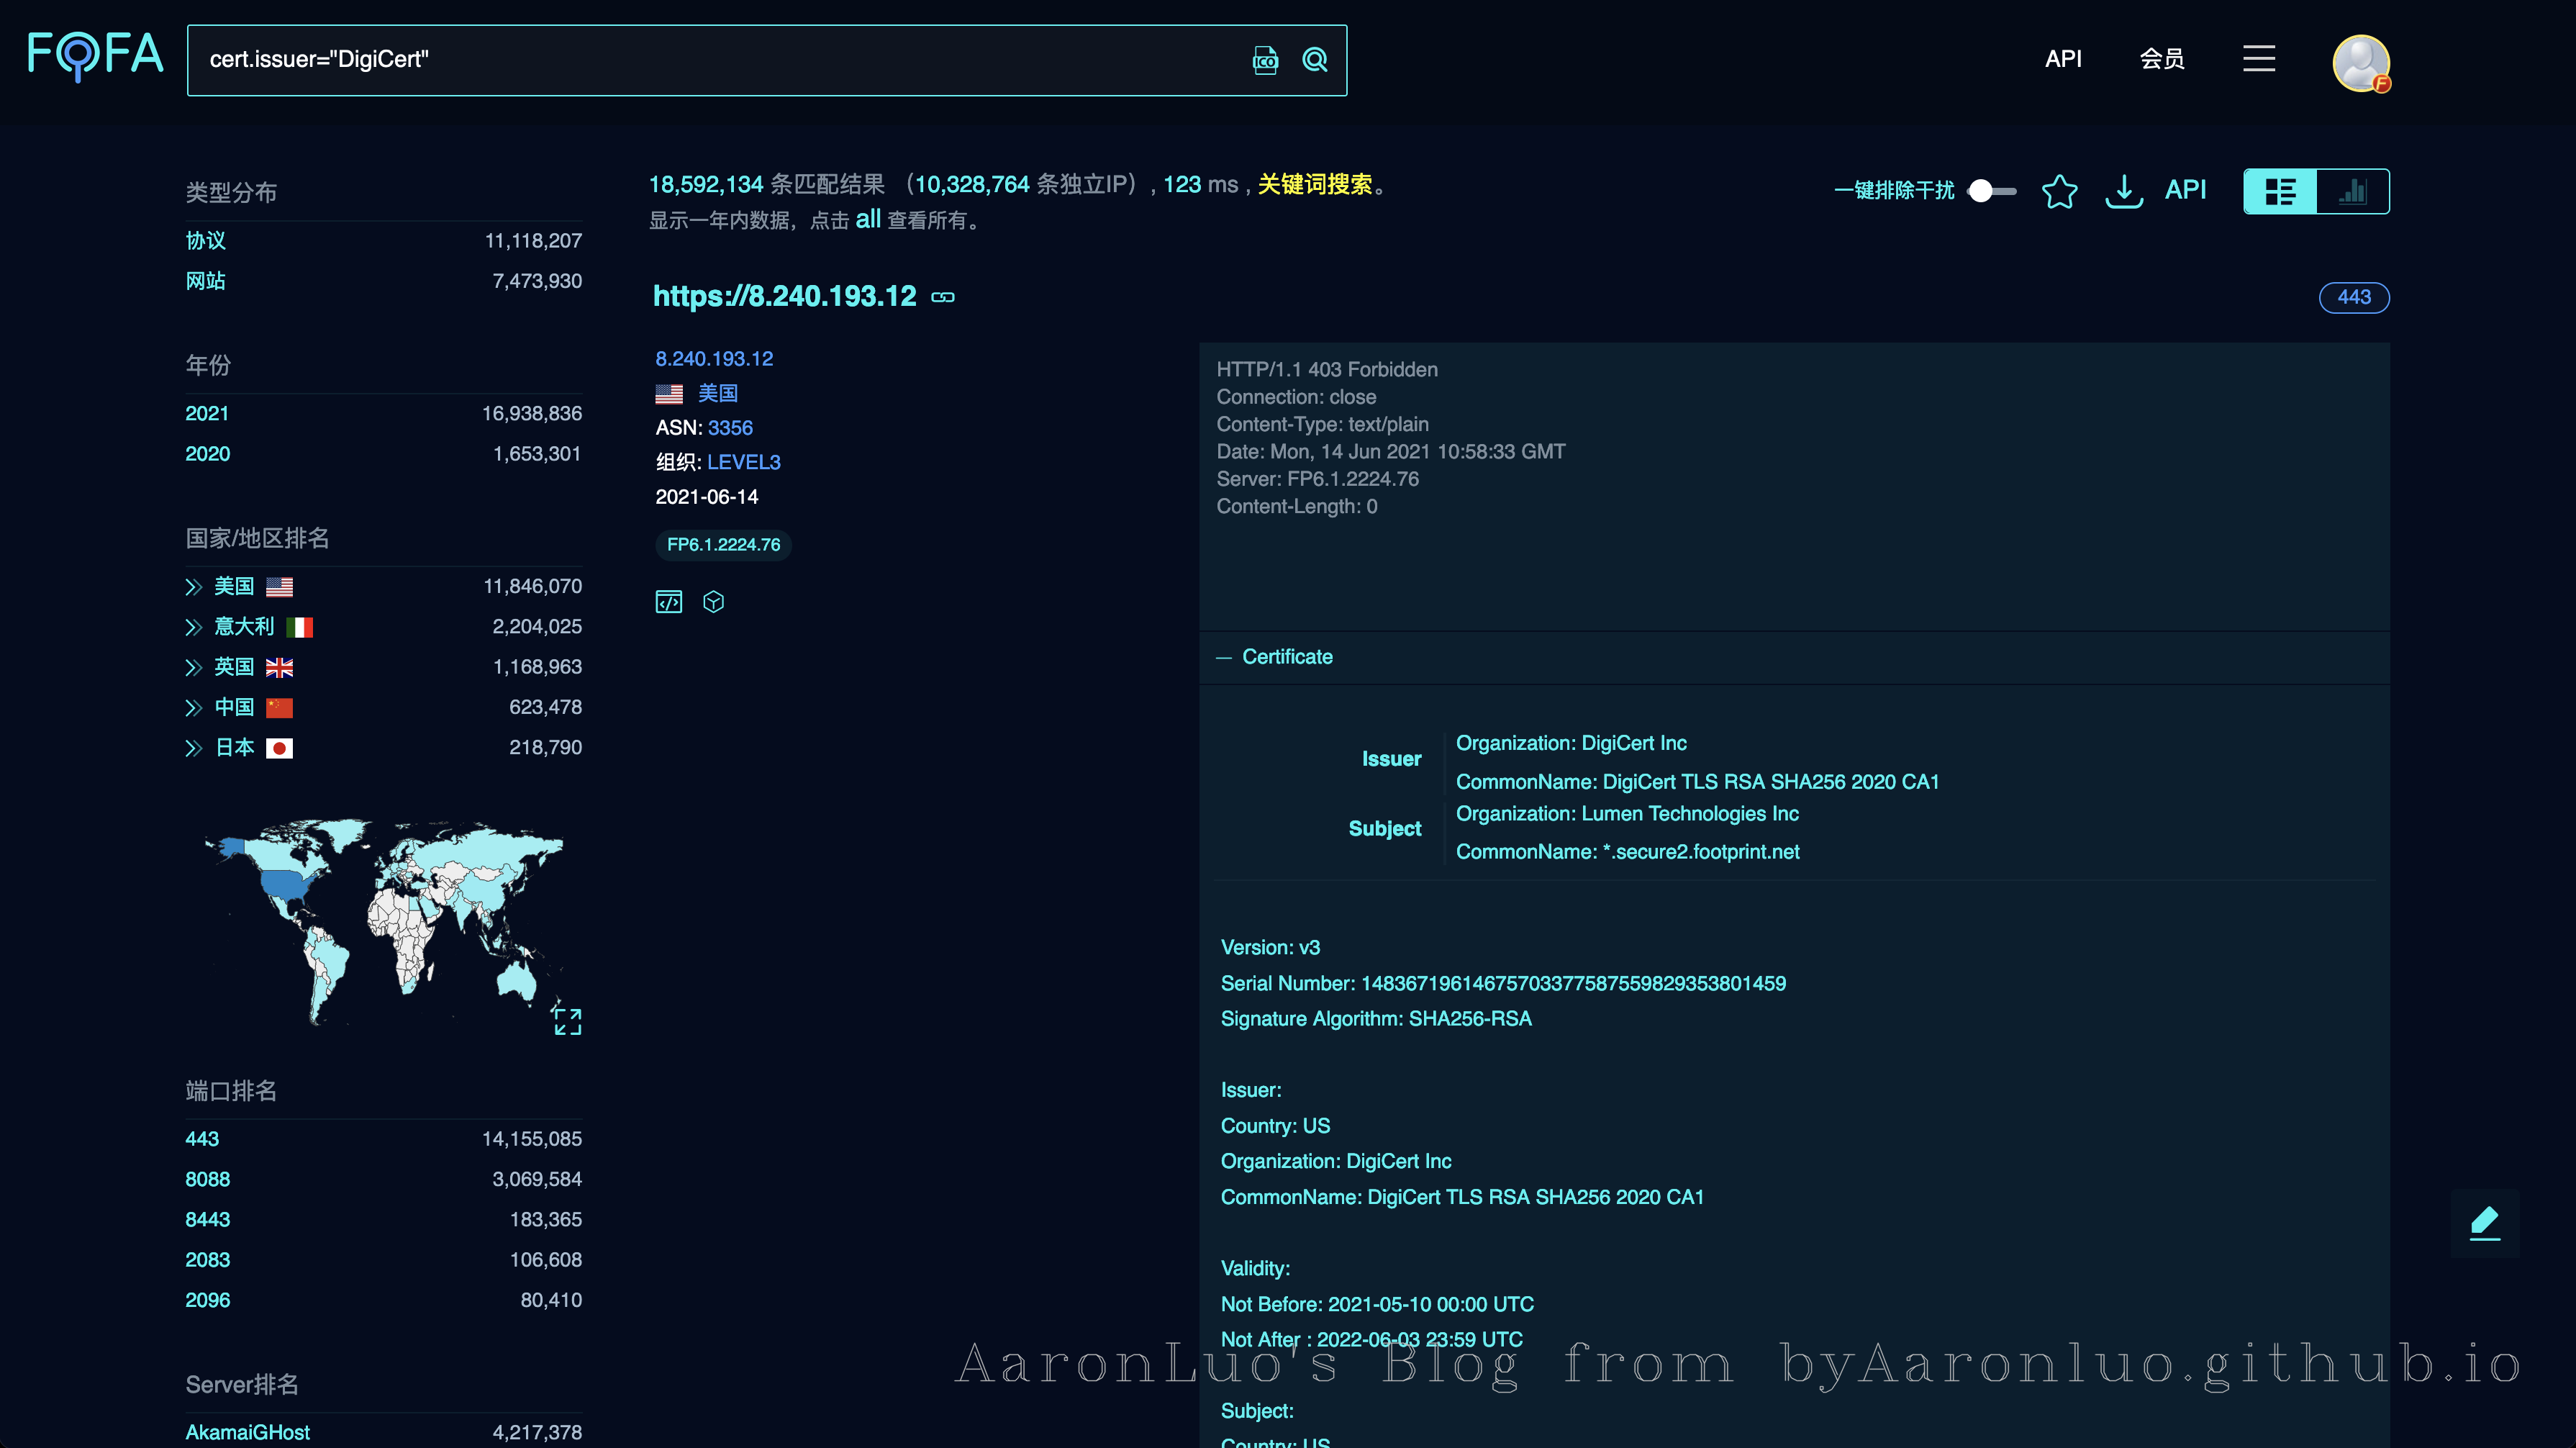 FOFA
cert.issuer="DigiCert"
ICO
API
会员
F
18,592,134 条匹配结果 （10,328,764 条独立IP）, 123 ms , 关键词搜索。
显示一年内数据，点击 all 查看所有。
一键排除干扰
API
类型分布
协议 11,118,207
网站 7,473,930
年份
2021 16,938,836
2020 1,653,301
国家/地区排名
美国 11,846,070
意大利 2,204,025
英国 1,168,963
中国 623,478
日本 218,790
端口排名
443 14,155,085
8088 3,069,584
8443 183,365
2083 106,608
2096 80,410
Server排名
AkamaiGHost 4,217,378
https://8.240.193.12
443
8.240.193.12
美国
ASN: 3356
组织: LEVEL3
2021-06-14
FP6.1.2224.76
HTTP/1.1 403 Forbidden
Connection: close
Content-Type: text/plain
Date: Mon, 14 Jun 2021 10:58:33 GMT
Server: FP6.1.2224.76
Content-Length: 0
— Certificate
Issuer
Organization: DigiCert Inc
CommonName: DigiCert TLS RSA SHA256 2020 CA1
Subject
Organization: Lumen Technologies Inc
CommonName: *.secure2.footprint.net
Version: v3
Serial Number: 14836719614675703377587559829353801459
Signature Algorithm: SHA256-RSA
Issuer:
Country: US
Organization: DigiCert Inc
CommonName: DigiCert TLS RSA SHA256 2020 CA1
Validity:
Not Before: 2021-05-10 00:00 UTC
Not After : 2022-06-03 23:59 UTC
AaronLuo's Blog from byAaronluo.github.io
Subject:
Country: US